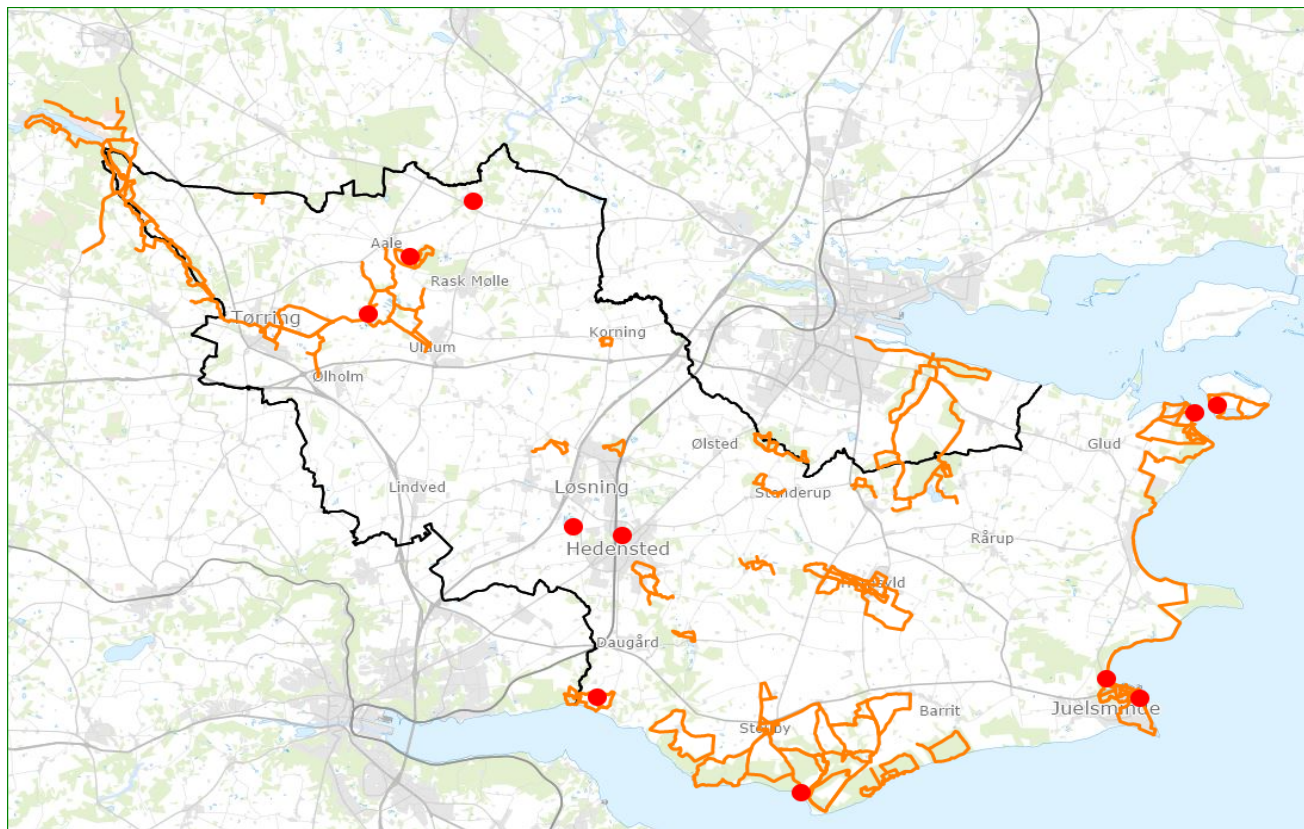 Aale
Rask Mølle
Tørring
Korning
Uldum
Ølholm
Ølsted
Glud
Lindved
Løsning
Stenderup
Hedensted
Rårup
Daugård
Juelsminde
Barrit
Stouby